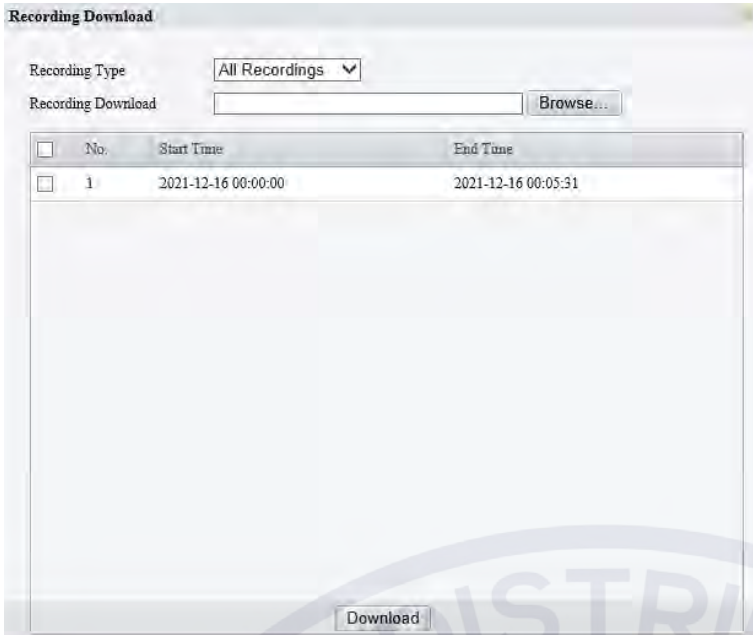 Recording Download
Recording Type All Recordings
Recording Download Browse...
No. Start Time End Time
1 2021-12-16 00:00:00 2021-12-16 00:05:31
Download